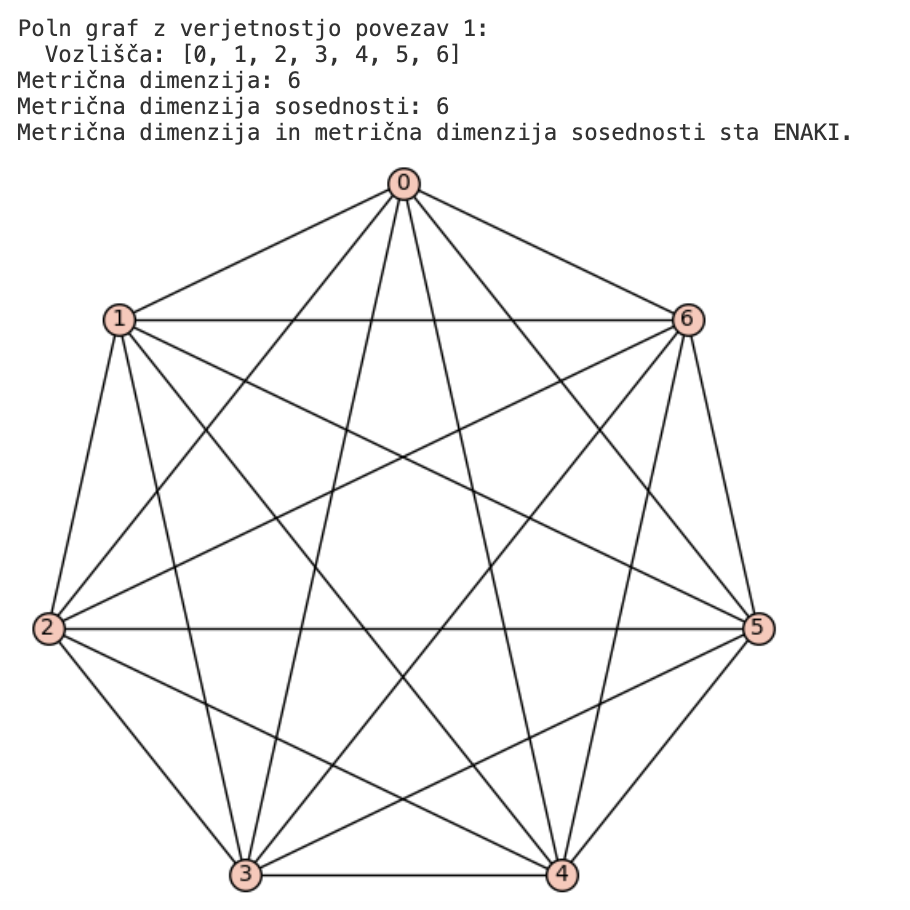 Poln graf z verjetnostjo povezav 1:
  Vozlišča: [0, 1, 2, 3, 4, 5, 6]
Metrična dimenzija: 6
Metrična dimenzija sosednosti: 6
Metrična dimenzija in metrična dimenzija sosednosti sta ENAKI.
0
1 6
2 5
3 4